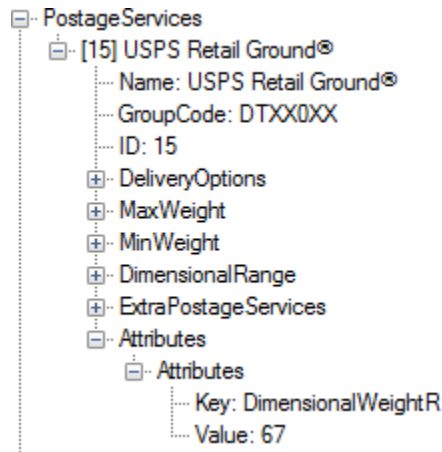 PostageServices
[15] USPS Retail Ground®
Name: USPS Retail Ground®
GroupCode: DTXX0XX
ID: 15
DeliveryOptions
MaxWeight
MinWeight
DimensionalRange
ExtraPostageServices
Attributes
Attributes
Key: DimensionalWeightR
Value: 67